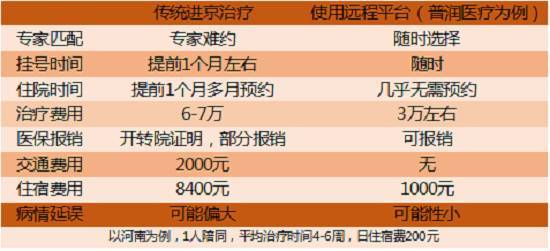 传统进京治疗 使用远程平台（普润医疗为例）
专家匹配 专家难约 随时选择
挂号时间 提前1个月左右 随时
住院时间 提前1个月多月预约 几乎无需预约
治疗费用 6-7万 3万左右
医保报销 开转院证明，部分报销 可报销
交通费用 2000元 无
住宿费用 8400元 1000元
病情延误 可能偏大 可能性小
以河南为例，1人陪同，平均治疗时间4-6周，日住宿费200元